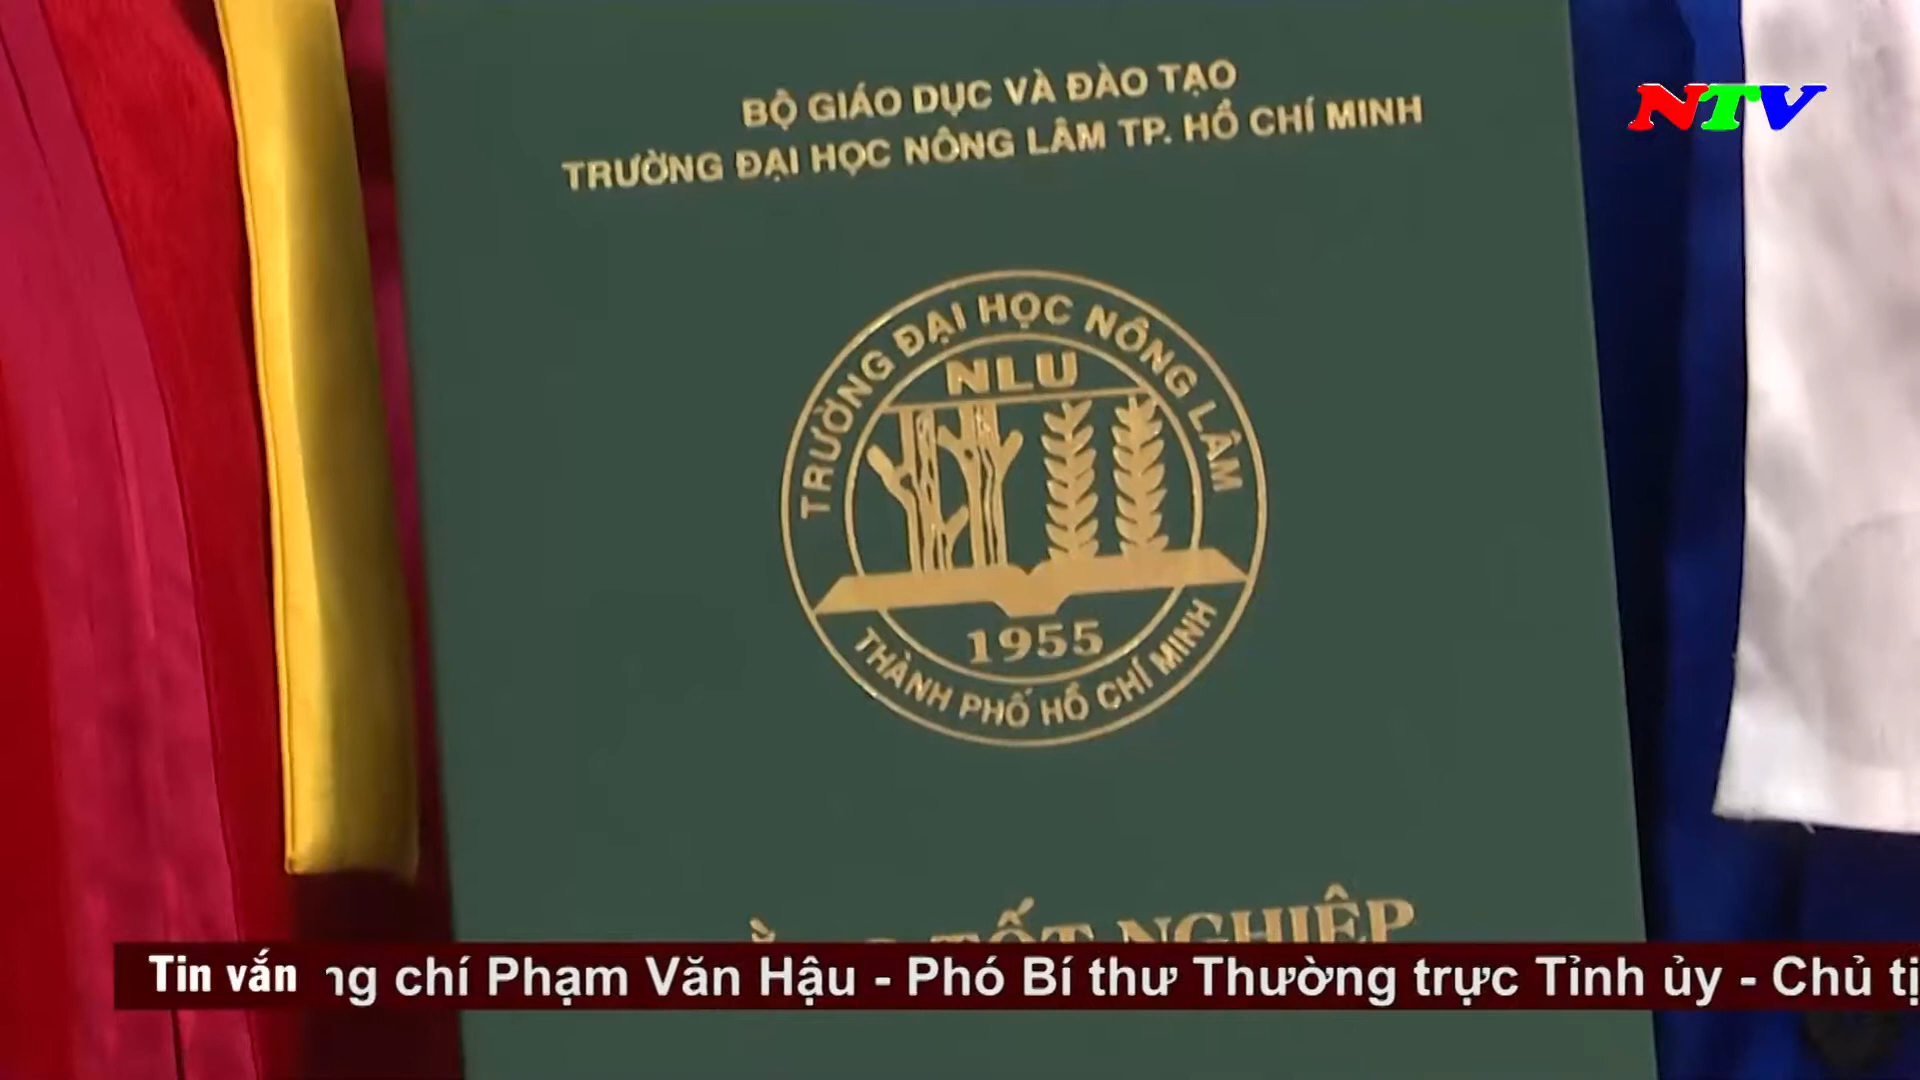 BỘ GIÁO DỤC VÀ ĐÀO TẠO
TRƯỜNG ĐẠI HỌC NÔNG LÂM TP. HỒ CHÍ MINH
NTV
TRƯỜNG ĐẠI HỌC NÔNG LÂM
NLU
1955
THÀNH PHỐ HỒ CHÍ MINH
TỐT NGHIỆP
Tin vắn
chí Phạm Văn Hậu - Phó Bí thư Thường trực Tỉnh ủy - Chủ